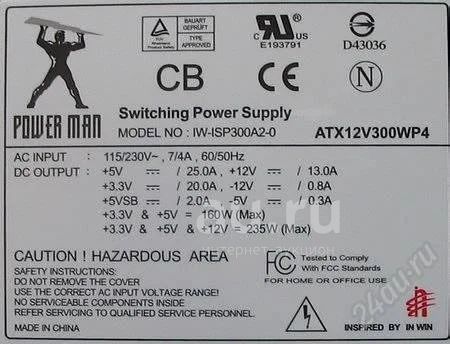 BAUART GEPRÜFT
TYPE APPROVED
E193791
D43036
CB
CE
N
POWER MAN
Switching Power Supply
MODEL NO : IW-ISP300A2-0 ATX12V300WP4
AC INPUT : 115/230V~, 7/4A, 60/50Hz
DC OUTPUT : +5V / 25.0A, +12V / 13.0A
+3.3V / 20.0A, -12V / 0.8A
+5VSB / 2.0A, -5V / 0.3A
+3.3V & +5V = 160W (Max)
+3.3V & +5V & +12V = 235W (Max)
au.ru
интернет-аукцион
CAUTION ! HAZARDOUS AREA
SAFETY INSTRUCTIONS:
DO NOT REMOVE THE COVER.
USE THE CORRECT AC INPUT VOLTAGE RANGE!
NO SERVICEABLE COMPONENTS INSIDE.
REFER TO SERVICING TO QUALIFIED SERVICE PERSONNEL.
FC Tested to Comply
With FCC Standards
FOR HOME OR OFFICE USE
MADE IN CHINA
INSPIRED BY IN WIN
24au.ru